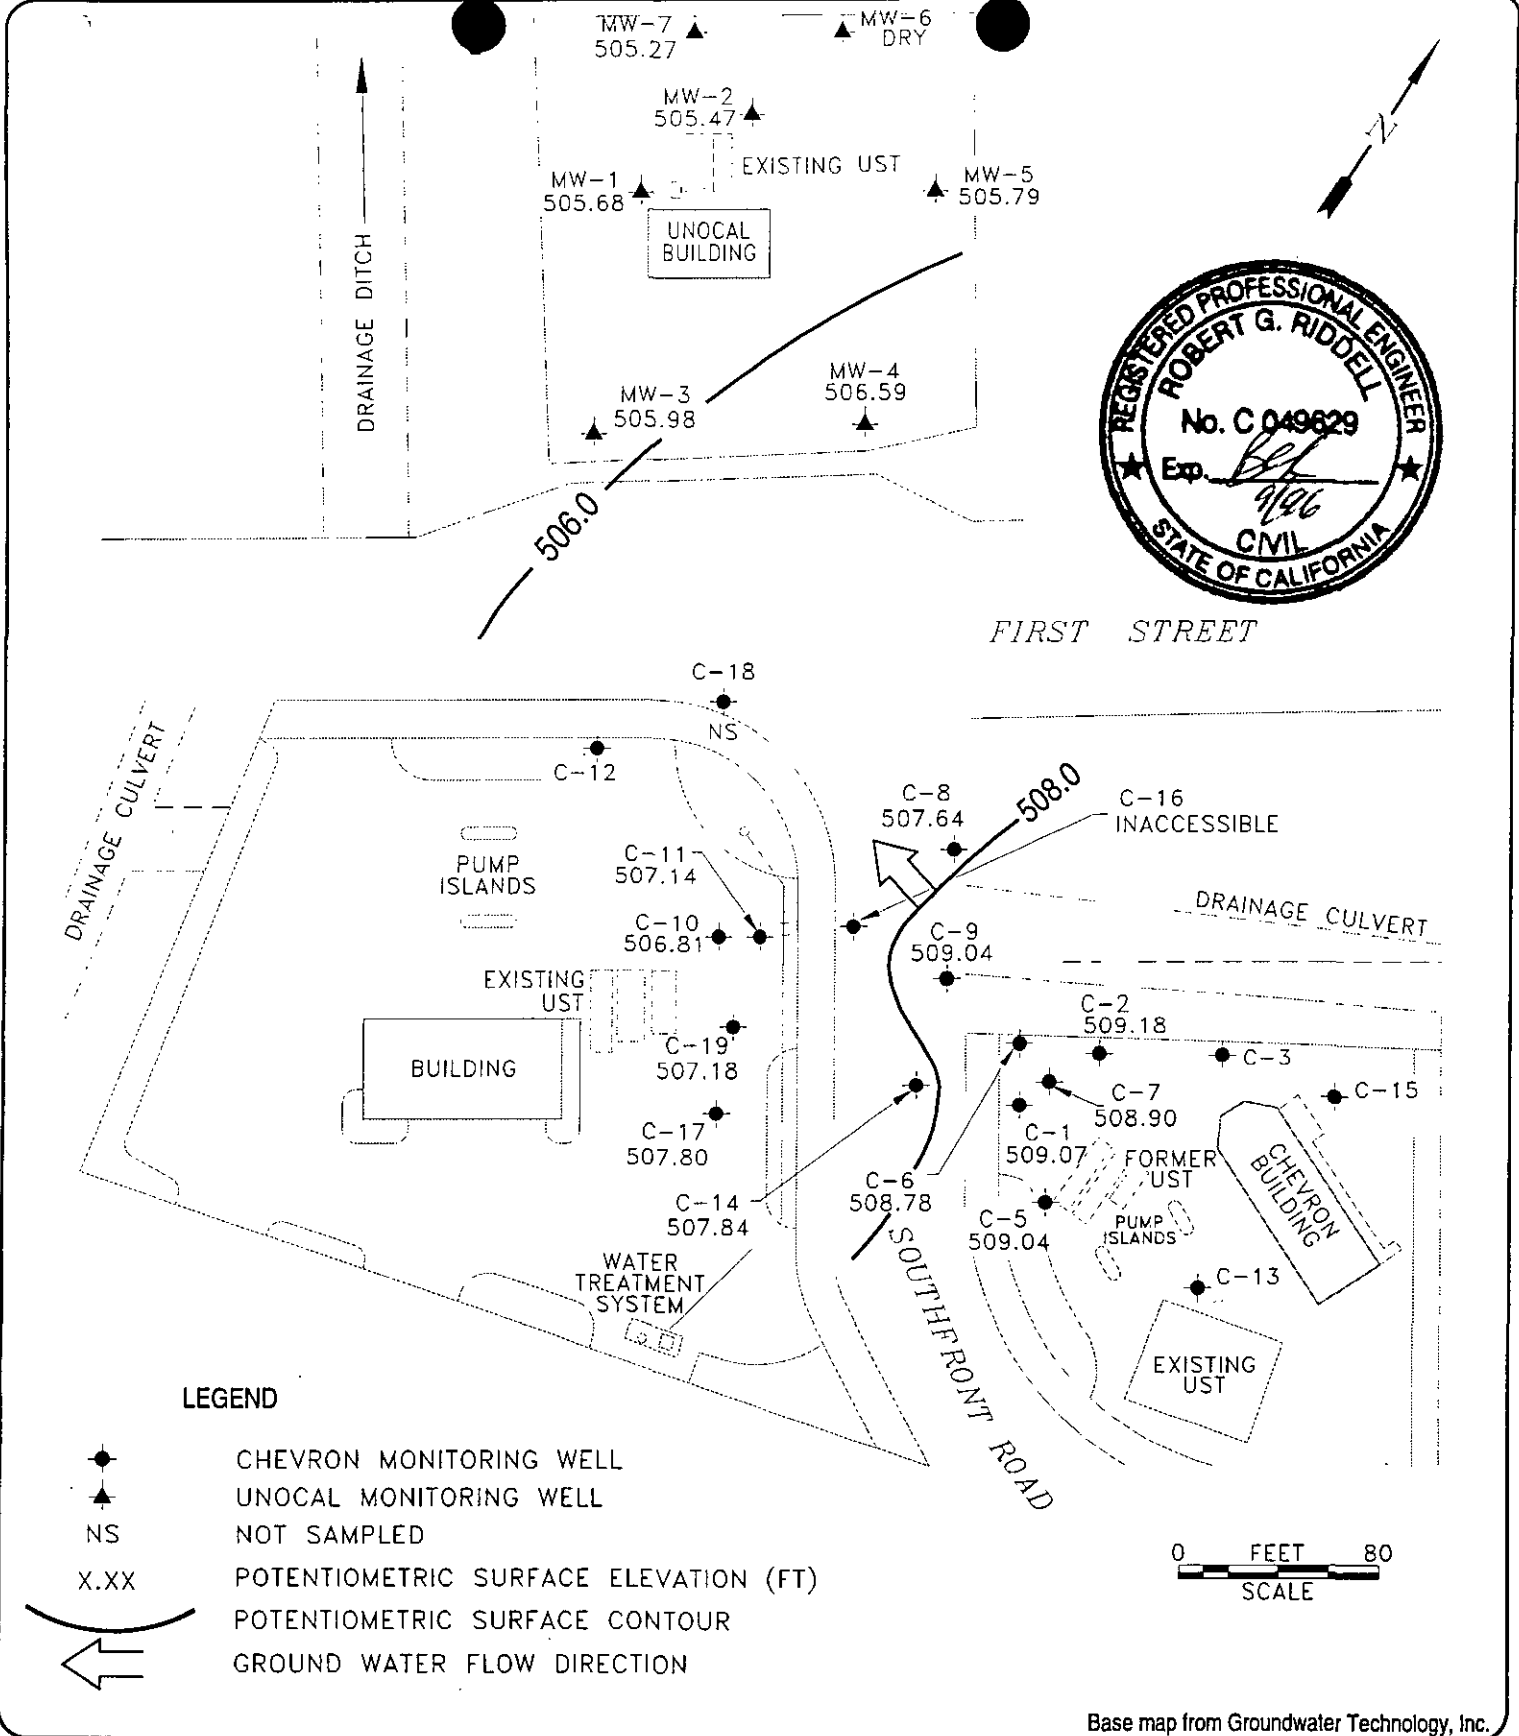 MW-7
505.27
MW-6
DRY
MW-2
505.47
EXISTING UST
MW-1
505.68
MW-5
505.79
UNOCAL
BUILDING
N
DRAINAGE DITCH
MW-3
505.98
MW-4
506.59
REGISTERED PROFESSIONAL ENGINEER
ROBERT G. RIDDELL
No. C 049629
Exp.
9/96
CIVIL
STATE OF CALIFORNIA
506.0
FIRST STREET
C-18
NS
C-12
DRAINAGE CULVERT
C-8
507.64
508.0
C-16
INACCESSIBLE
PUMP
ISLANDS
C-11
507.14
C-10
506.81
C-9
509.04
DRAINAGE CULVERT
EXISTING
UST
C-2
509.18
C-3
C-19
507.18
BUILDING
C-7
508.90
C-15
C-17
507.80
C-1
509.07
FORMER
UST
CHEVRON
BUILDING
C-6
508.78
C-14
507.84
C-5
509.04
PUMP
ISLANDS
WATER
TREATMENT
SYSTEM
SOUTHFRONT ROAD
C-13
EXISTING
UST
LEGEND
CHEVRON MONITORING WELL
UNOCAL MONITORING WELL
NS NOT SAMPLED
X.XX POTENTIOMETRIC SURFACE ELEVATION (FT)
POTENTIOMETRIC SURFACE CONTOUR
GROUND WATER FLOW DIRECTION
0 FEET 80
SCALE
Base map from Groundwater Technology, Inc.